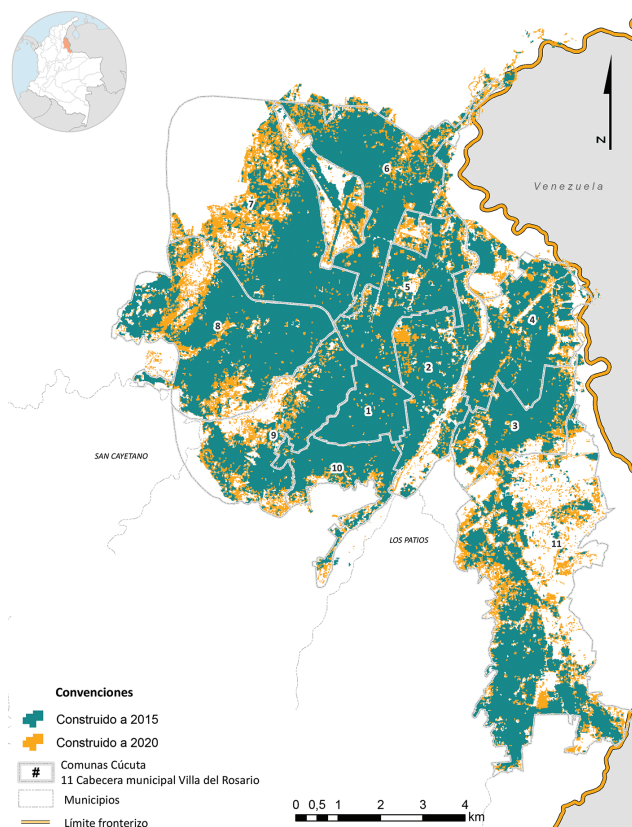 N
Venezuela
6
7
5
4
8
2
1
3
9
10
SAN CAYETANO
LOS PATIOS
11
Convenciones
Construido a 2015
Construido a 2020
# Comunas Cúcuta
11 Cabecera municipal Villa del Rosario
Municipios
Límite fronterizo
0 0,5 1 2 3 4
km